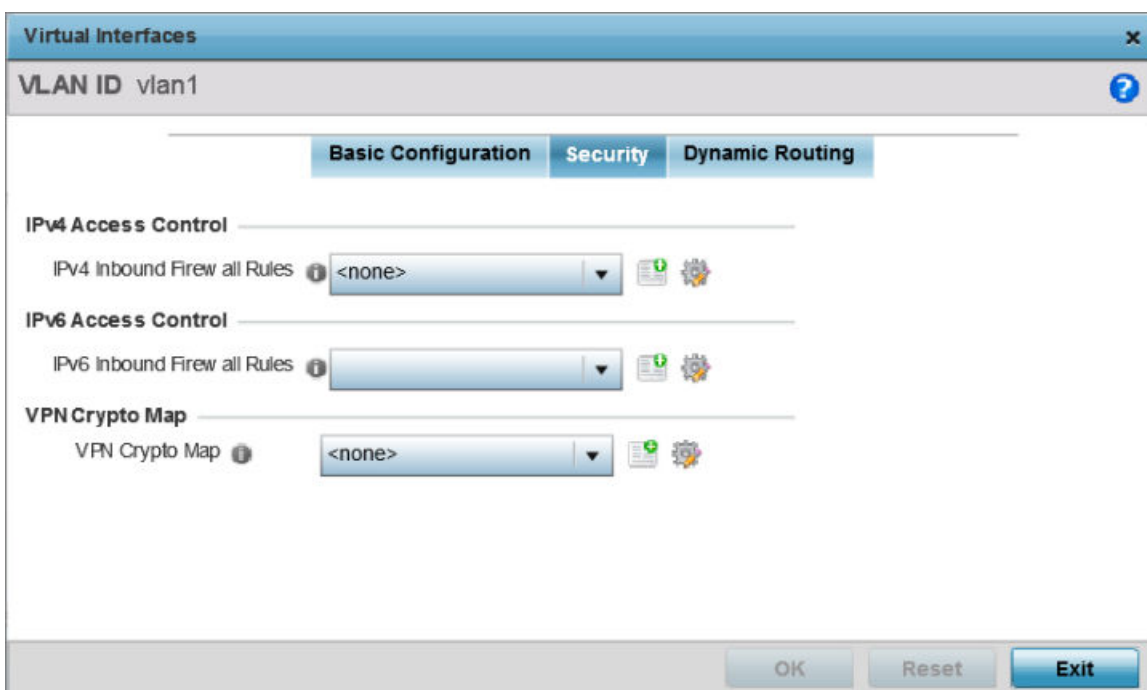 Virtual Interfaces
VLAN ID vlan1
Basic Configuration Security Dynamic Routing
IPv4 Access Control
IPv4 Inbound Firew all Rules <none>
IPv6 Access Control
IPv6 Inbound Firew all Rules
VPN Crypto Map
VPN Crypto Map <none>
OK Reset Exit